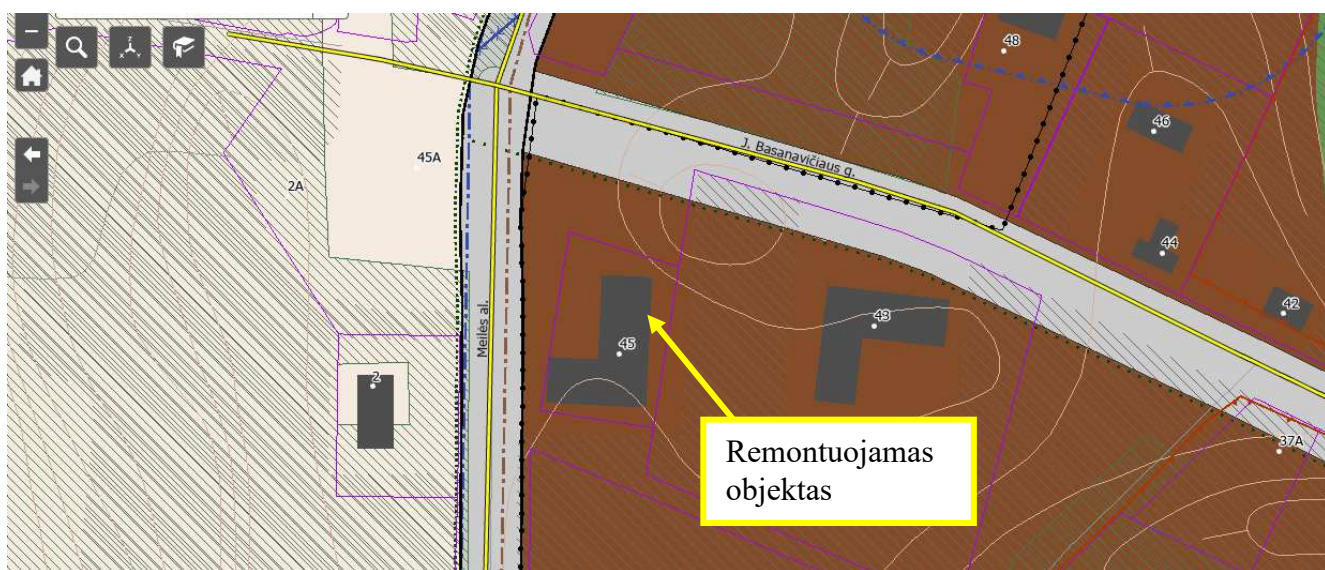 48
46
J. Basanavičiaus g.
45A
2A
44
42
43
Meilės al.
45
2
Remontuojamas
objektas
37A